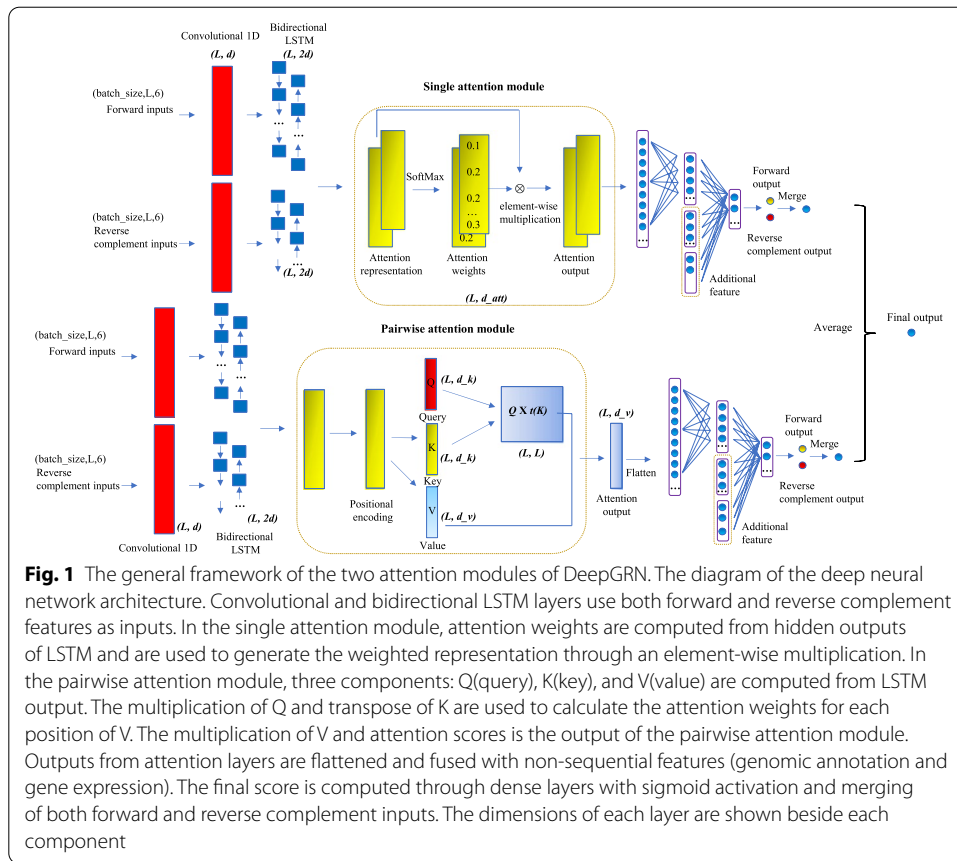 Convolutional 1D
(L, d)
Bidirectional
LSTM
(L, 2d)
(batch_size,L,6)
Forward inputs
...
...
(batch_size,L,6)
Reverse
complement inputs
...
(L, 2d)
Single attention module
SoftMax
0.1
0.2
0.2
...
0.3
0.2
⊗
element-wise
multiplication
Attention
representation
Attention
weights
Attention
output
(L, d_att)
...
...
...
...
Forward
output
Merge
Reverse
complement output
Additional
feature
Average
Final output
(batch_size,L,6)
Forward inputs
...
...
(batch_size,L,6)
Reverse
complement inputs
...
(L, d)
(L, 2d)
Convolutional 1D
Bidirectional
LSTM
Pairwise attention module
Positional
encoding
Q
(L, d_k)
Query
K
(L, d_k)
Key
V
(L, d_v)
Value
Q X t(K)
(L, L)
(L, d_v)
Attention
output
Flatten
...
...
...
...
Forward
output
Merge
Reverse
complement output
Additional
feature
Fig. 1 The general framework of the two attention modules of DeepGRN. The diagram of the deep neural
network architecture. Convolutional and bidirectional LSTM layers use both forward and reverse complement
features as inputs. In the single attention module, attention weights are computed from hidden outputs
of LSTM and are used to generate the weighted representation through an element-wise multiplication. In
the pairwise attention module, three components: Q(query), K(key), and V(value) are computed from LSTM
output. The multiplication of Q and transpose of K are used to calculate the attention weights for each
position of V. The multiplication of V and attention scores is the output of the pairwise attention module.
Outputs from attention layers are flattened and fused with non-sequential features (genomic annotation and
gene expression). The final score is computed through dense layers with sigmoid activation and merging
of both forward and reverse complement inputs. The dimensions of each layer are shown beside each
component